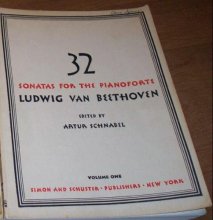 32
SONATAS FOR THE PIANOFORTE
LUDWIG VAN BEETHOVEN
EDITED
BY
ARTUR SCHNABEL
VOLUME ONE
SIMON AND SCHUSTER · PUBLISHERS · NEW YORK